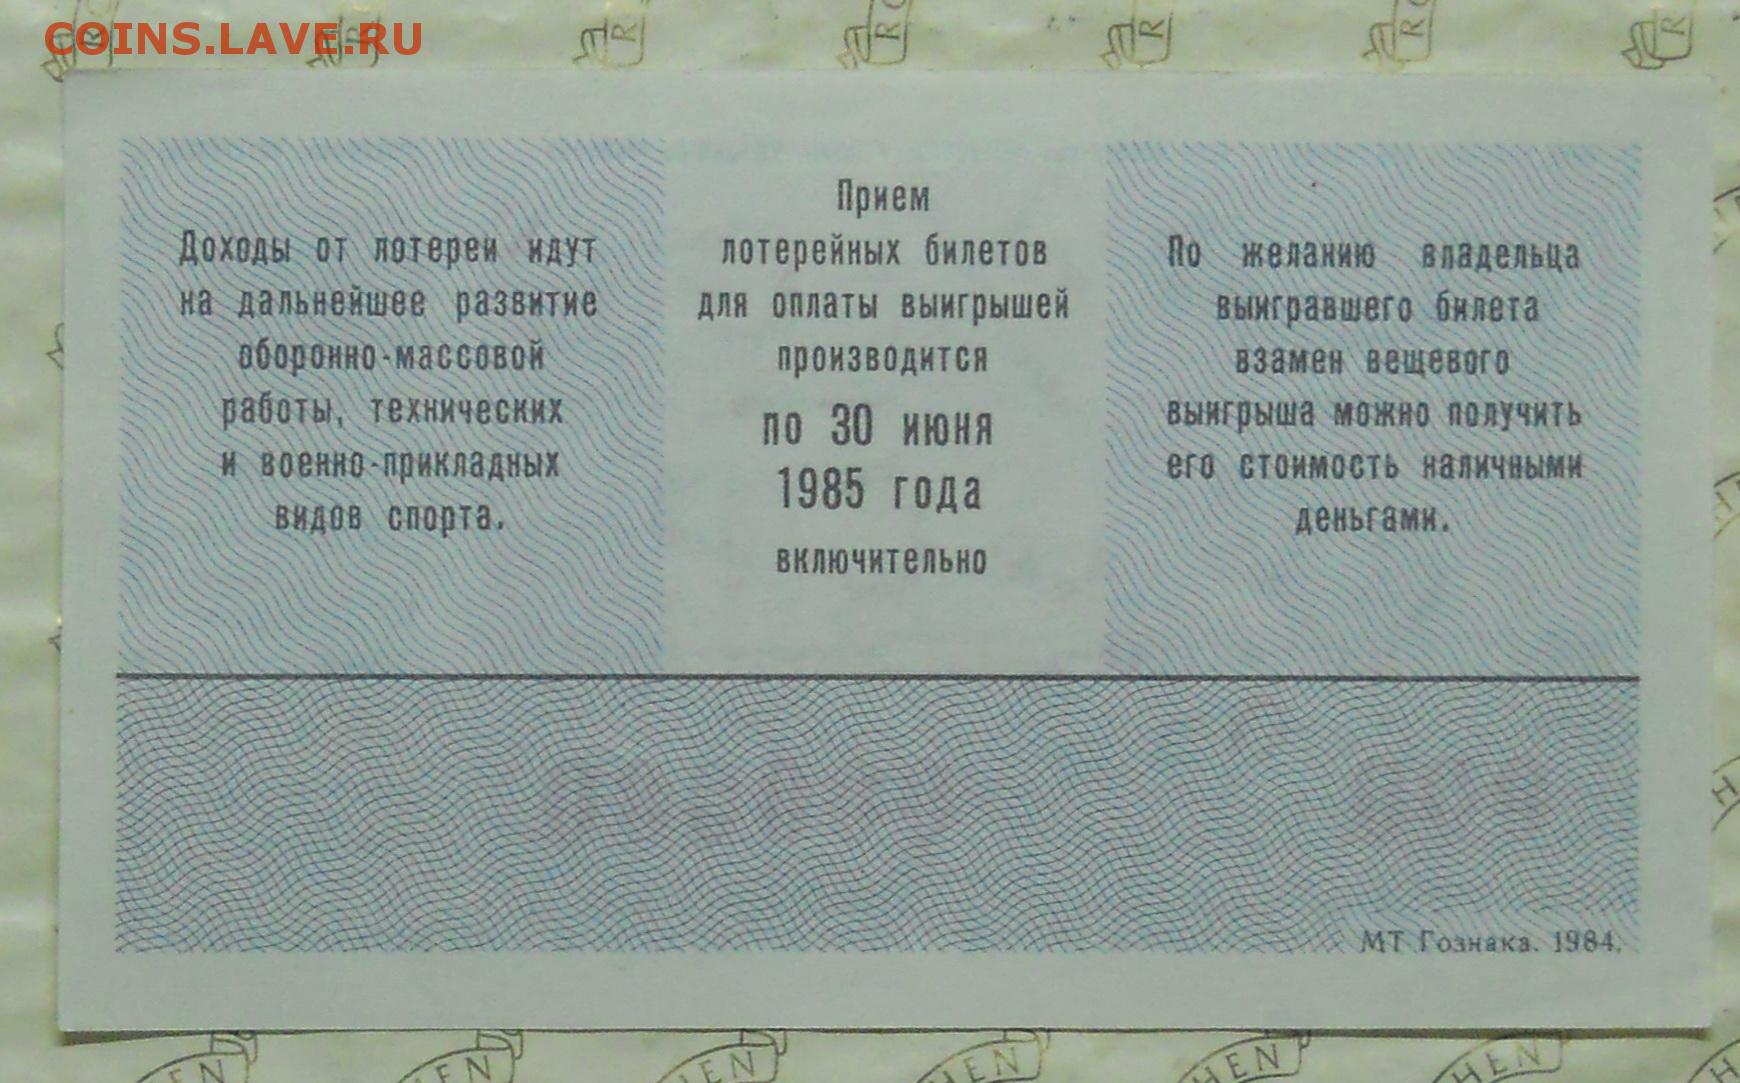 COINS.LAVE.RU
Доходы от лотереи идут
на дальнейшее развитие
оборонно-массовой
работы, технических
и военно-прикладных
видов спорта.
Прием
лотерейных билетов
для оплаты выигрышей
производится
по 30 июня
1985 года
включительно
По желанию владельца
выигравшего билета
взамен вещевого
выигрыша можно получить
его стоимость наличными
деньгами.
МТ Гознака. 1984.